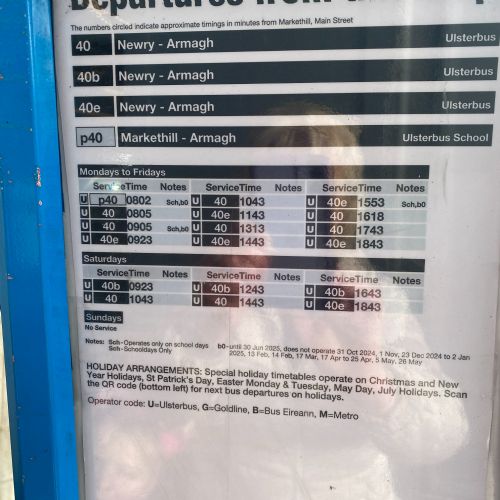 Departures from
The numbers circled indicate approximate timings in minutes from Markethill, Main Street
40 Newry - Armagh Ulsterbus
40b Newry - Armagh Ulsterbus
40e Newry - Armagh Ulsterbus
p40 Markethill - Armagh Ulsterbus School
Mondays to Fridays
Service Time Notes Service Time Notes Service Time Notes
U p40 0802 Sch,b0 U 40 1043 U 40e 1553 Sch,b0
U 40 0805 U 40e 1143 U 40 1618
U 40 0905 Sch,b0 U 40 1313 U 40 1743
U 40e 0923 U 40e 1443 U 40e 1843
Saturdays
Service Time Notes Service Time Notes Service Time Notes
U 40b 0923 U 40b 1243 U 40b 1643
U 40 1043 U 40 1443 U 40e 1843
Sundays
No Service
Notes: Sch-Operates only on school days b0-until 30 Jun 2025, does not operate 31 Oct 2024, 1 Nov, 23 Dec 2024 to 2 Jan
Sch-Schooldays Only 2025, 13 Feb, 14 Feb, 17 Mar, 17 Apr to 25 Apr, 5 May, 26 May
HOLIDAY ARRANGEMENTS: Special holiday timetables operate on Christmas and New
Year Holidays, St Patrick's Day, Easter Monday & Tuesday, May Day, July Holidays. Scan
the QR code (bottom left) for next bus departures on holidays.
Operator code: U=Ulsterbus, G=Goldline, B=Bus Eireann, M=Metro